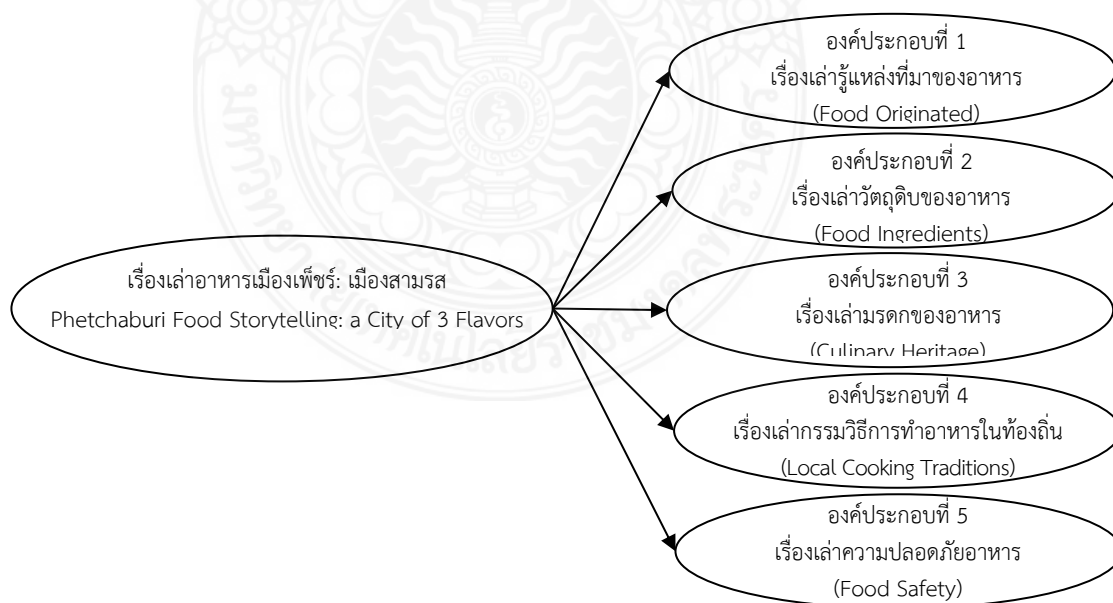 องค์ประกอบที่ 1
เรื่องเล่ารู้แหล่งที่มาของอาหาร
(Food Originated)
องค์ประกอบที่ 2
เรื่องเล่าวัตถุดิบของอาหาร
(Food Ingredients)
เรื่องเล่าอาหารเมืองเพ็ชร์: เมืองสามรส
Phetchaburi Food Storytelling: a City of 3 Flavors
องค์ประกอบที่ 3
เรื่องเล่ามรดกของอาหาร
(Culinary Heritage)
องค์ประกอบที่ 4
เรื่องเล่ากรรมวิธีการทำอาหารในท้องถิ่น
(Local Cooking Traditions)
องค์ประกอบที่ 5
เรื่องเล่าความปลอดภัยอาหาร
(Food Safety)